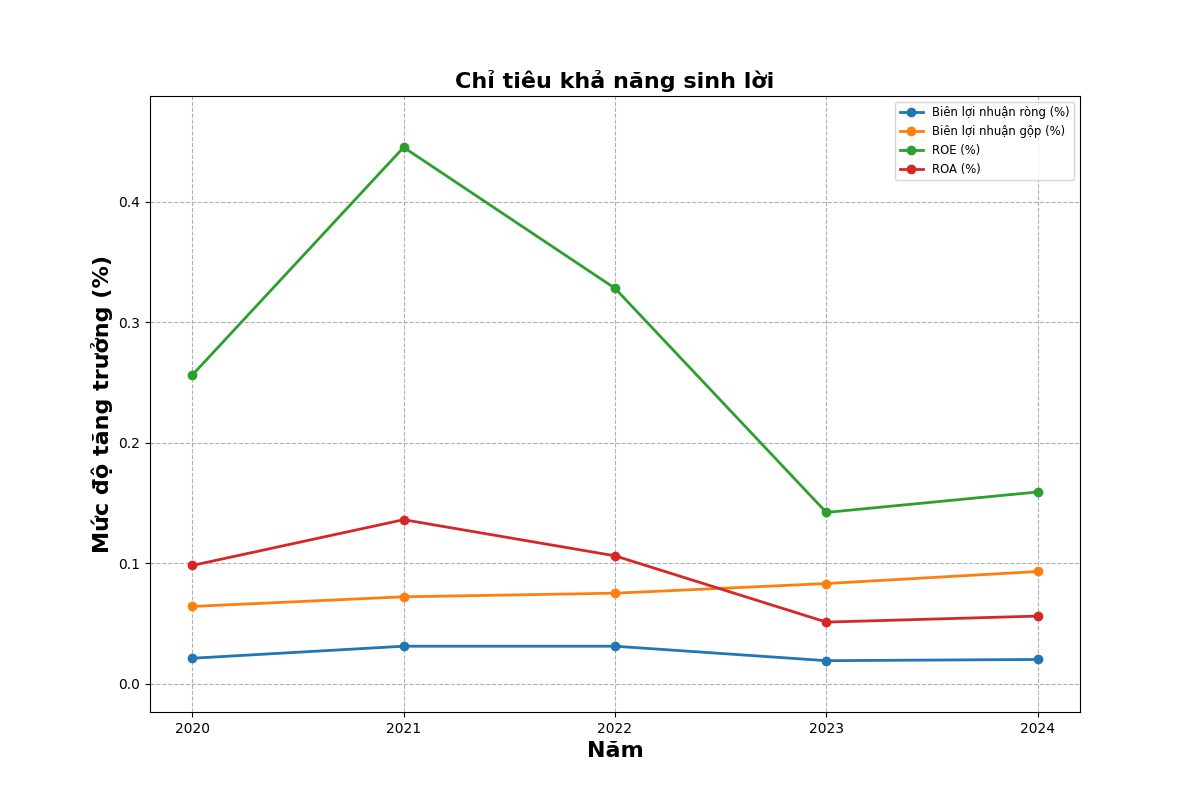 Chỉ tiêu khả năng sinh lời
Biên lợi nhuận ròng (%)
Biên lợi nhuận gộp (%)
ROE (%)
ROA (%)
Mức độ tăng trưởng (%)
0.4
0.3
0.2
0.1
0.0
2020 2021 2022 2023 2024
Năm